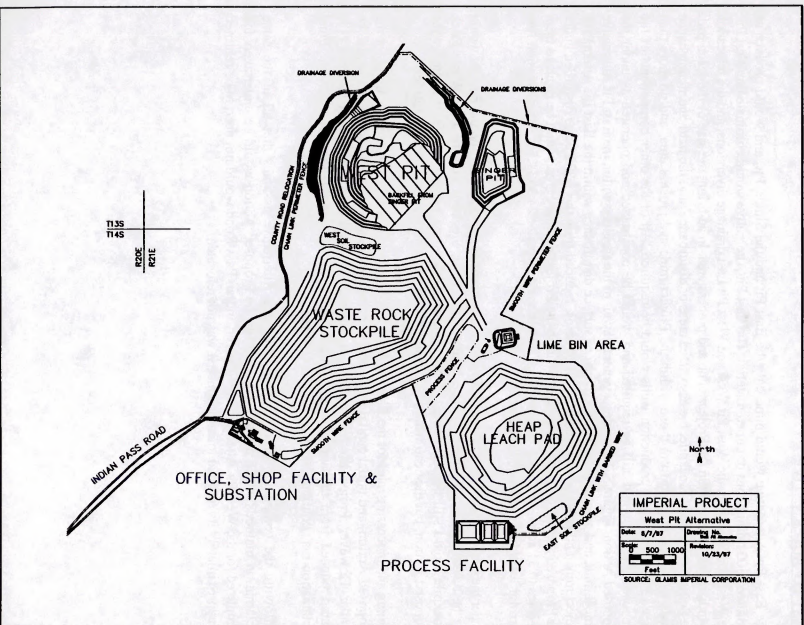 DRAINAGE DIVERSION
DRAINAGE DIVERSIONS
WEST PIT
SINGER
PIT
BACKFILL FROM
SINGER PIT
COUNTY ROAD RELOCATION
CHAIN LINK PERIMETER FENCE
T13S
T14S
R20E
R21E
WEST
SOIL
STOCKPILE
SMOOTH WIRE PERIMETER FENCE
WASTE ROCK
STOCKPILE
LIME BIN AREA
PROCESS FENCE
HEAP
LEACH PAD
SMOOTH WIRE FENCE
INDIAN PASS ROAD
OFFICE, SHOP FACILITY &
SUBSTATION
CHAIN LINK WITH BARBED WIRE
North
EAST SOIL STOCKPILE
PROCESS FACILITY
IMPERIAL PROJECT
West Pit Alternative
Date: 5/7/97
Drawing No.
West Pit Alternative
Scale:
0 500 1000
Feet
Revision:
10/23/97
SOURCE: GLAMIS IMPERIAL CORPORATION